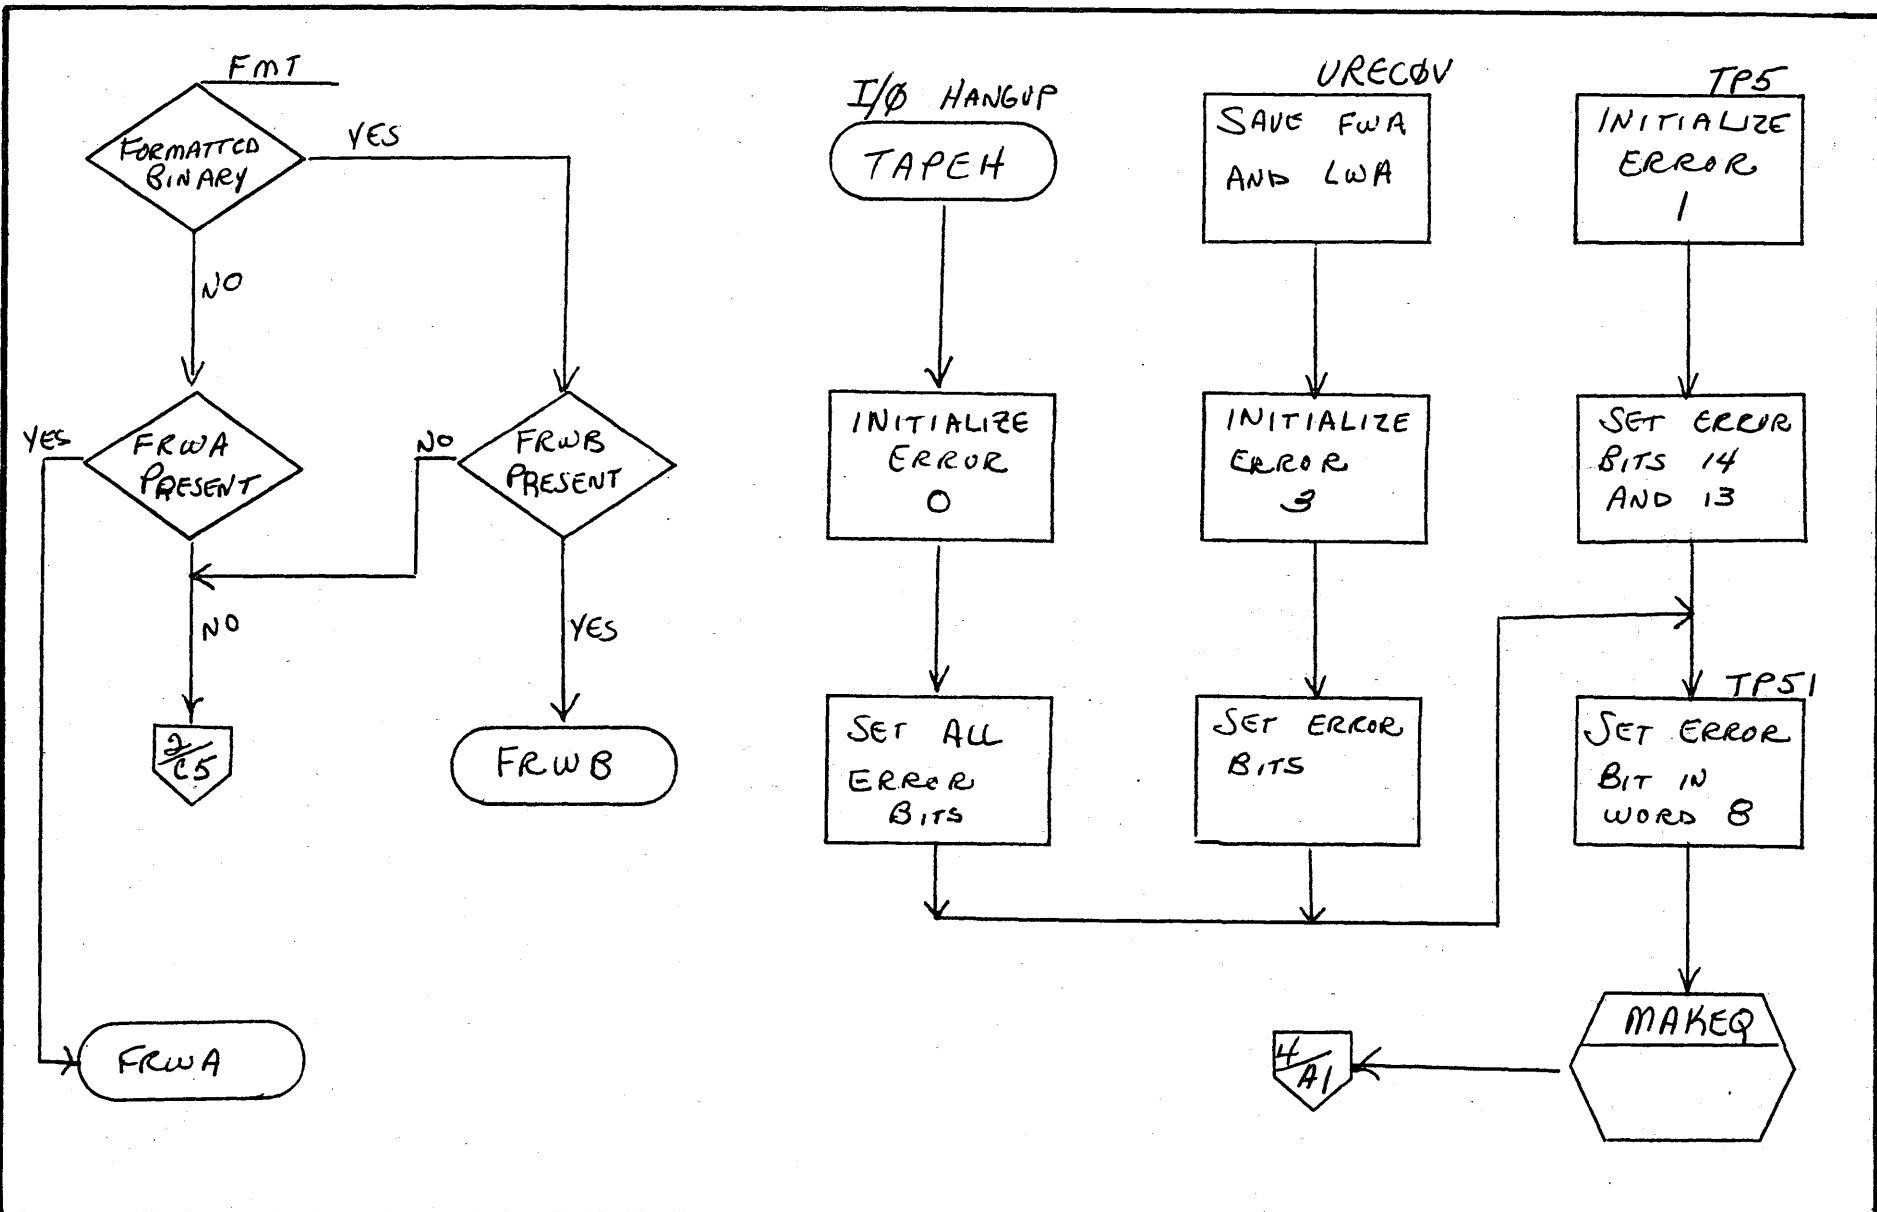 FMT
FORMATTED
BINARY
YES
NO
FRWA
PRESENT
YES
NO
FRWB
PRESENT
NO
YES
2/C5
FRWB
FRWA
I/Ø HANGUP
TAPEH
INITIALIZE
ERROR
0
SET ALL
ERROR
BITS
URECØV
SAVE FWA
AND LWA
INITIALIZE
ERROR
3
SET ERROR
BITS
TP5
INITIALIZE
ERROR
1
SET ERROR
BITS 14
AND 13
TP51
SET ERROR
BIT IN
WORD 8
MAKEQ
4/A1